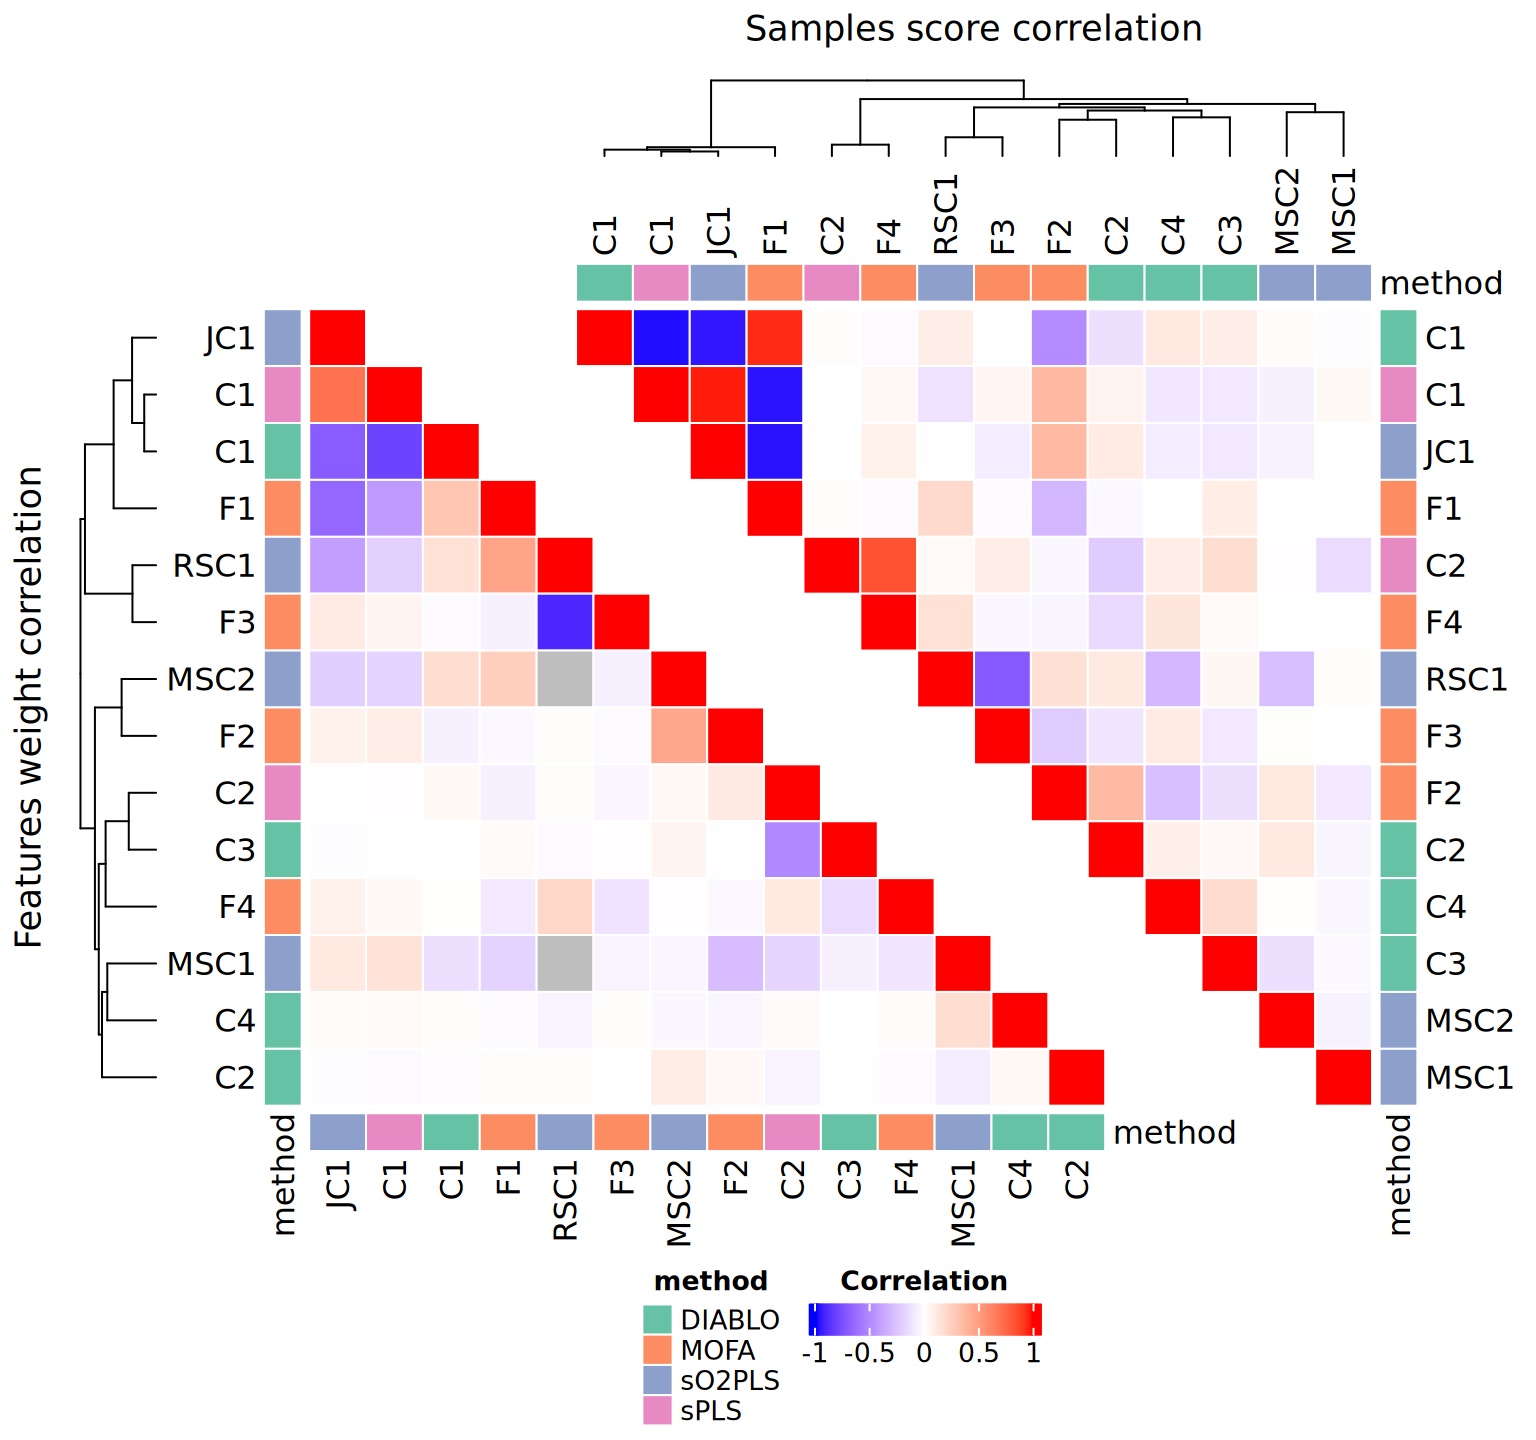 Samples score correlation
C1 C1 JC1 F1 C2 F4 RSC1 F3 F2 C2 C4 C3 MSC2 MSC1
method
Features weight correlation
JC1 C1
C1 C1
C1 JC1
F1 F1
RSC1 C2
F3 F4
MSC2 RSC1
F2 F3
C2 F2
C3 C2
F4 C4
MSC1 C3
C4 MSC2
C2 MSC1
method method method
JC1 C1 C1 F1 RSC1 F3 MSC2 F2 C2 C3 F4 MSC1 C4 C2
method
DIABLO
MOFA
sO2PLS
sPLS
Correlation
-1 -0.5 0 0.5 1